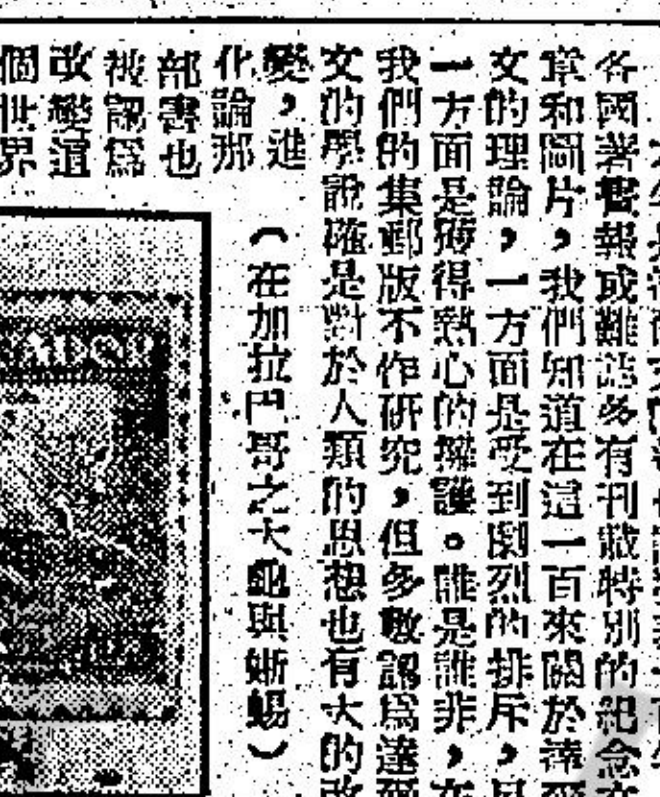 各國著書報或雜誌多有刊載特別的紀念文
章和圖片,我們知道在這一百來關於達爾
文的理論,一方面是受到劇烈的排斥,另
一方面是獲得熱心的擁護。誰是誰非,在
我們的集郵版不作研究,但多數認爲達爾
文的學說確是對於人類的思想也有大的改
變,進
化論那
部書也
被認爲
改變這
個世界
(在加拉巴哥之大龜與蜥蜴)
ADOR